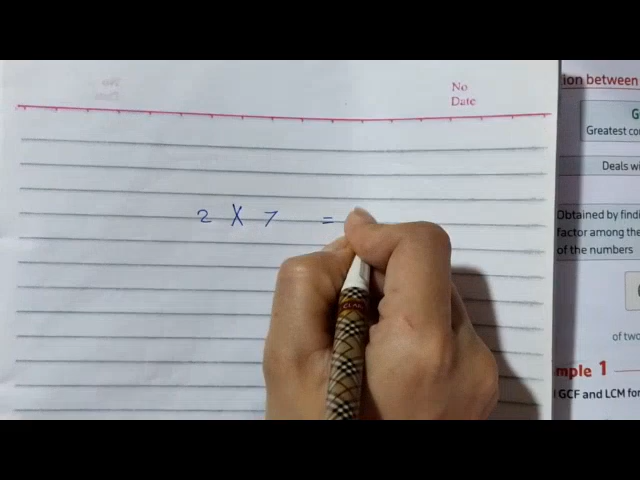 No
Date
2 X 7 =
ion between
G
Greatest co
Deals wi
Obtained by findi
factor among the
of the numbers
of two
mple 1
GCF and LCM for